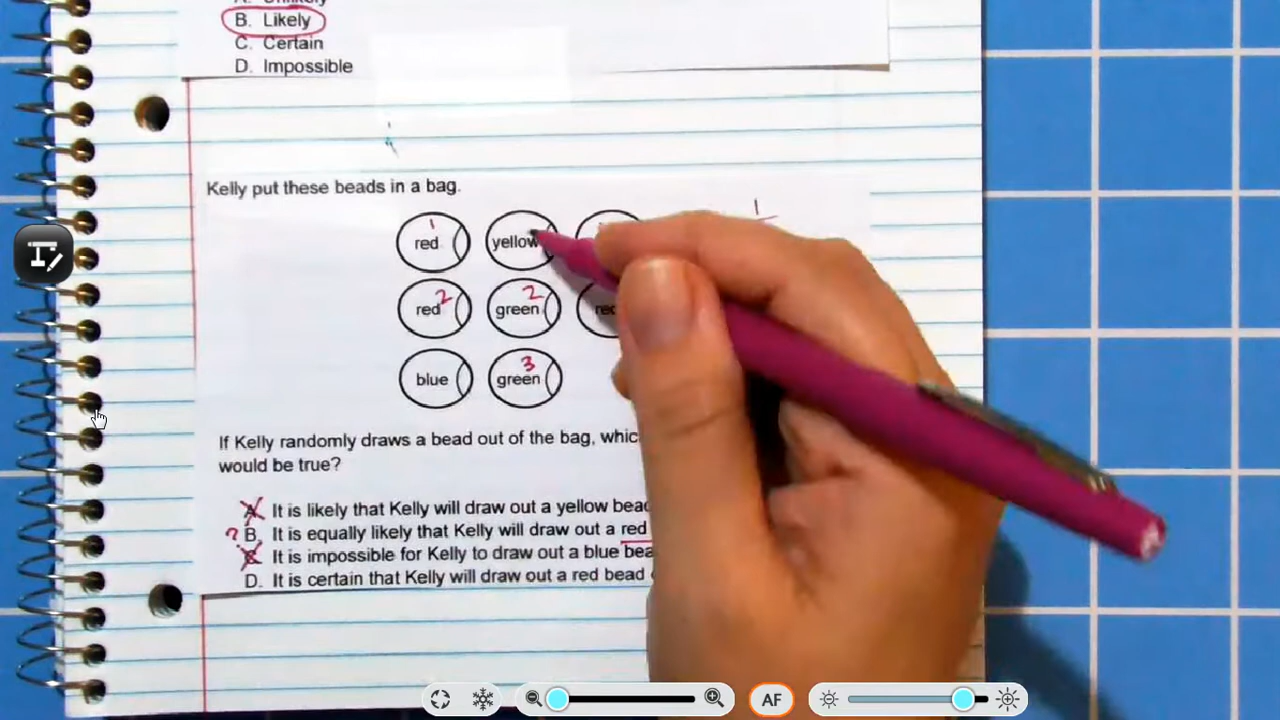 B. Likely
C. Certain
D. Impossible
Kelly put these beads in a bag.
1
1
red yellow
red 2 green 2 red
blue green 3
If Kelly randomly draws a bead out of the bag,
would be true?
A. It is likely that Kelly will draw out a yellow
? B. It is equally likely that Kelly will draw out a red
C. It is impossible for Kelly to draw out a blue
D. It is certain that Kelly will draw out a red bead
AF